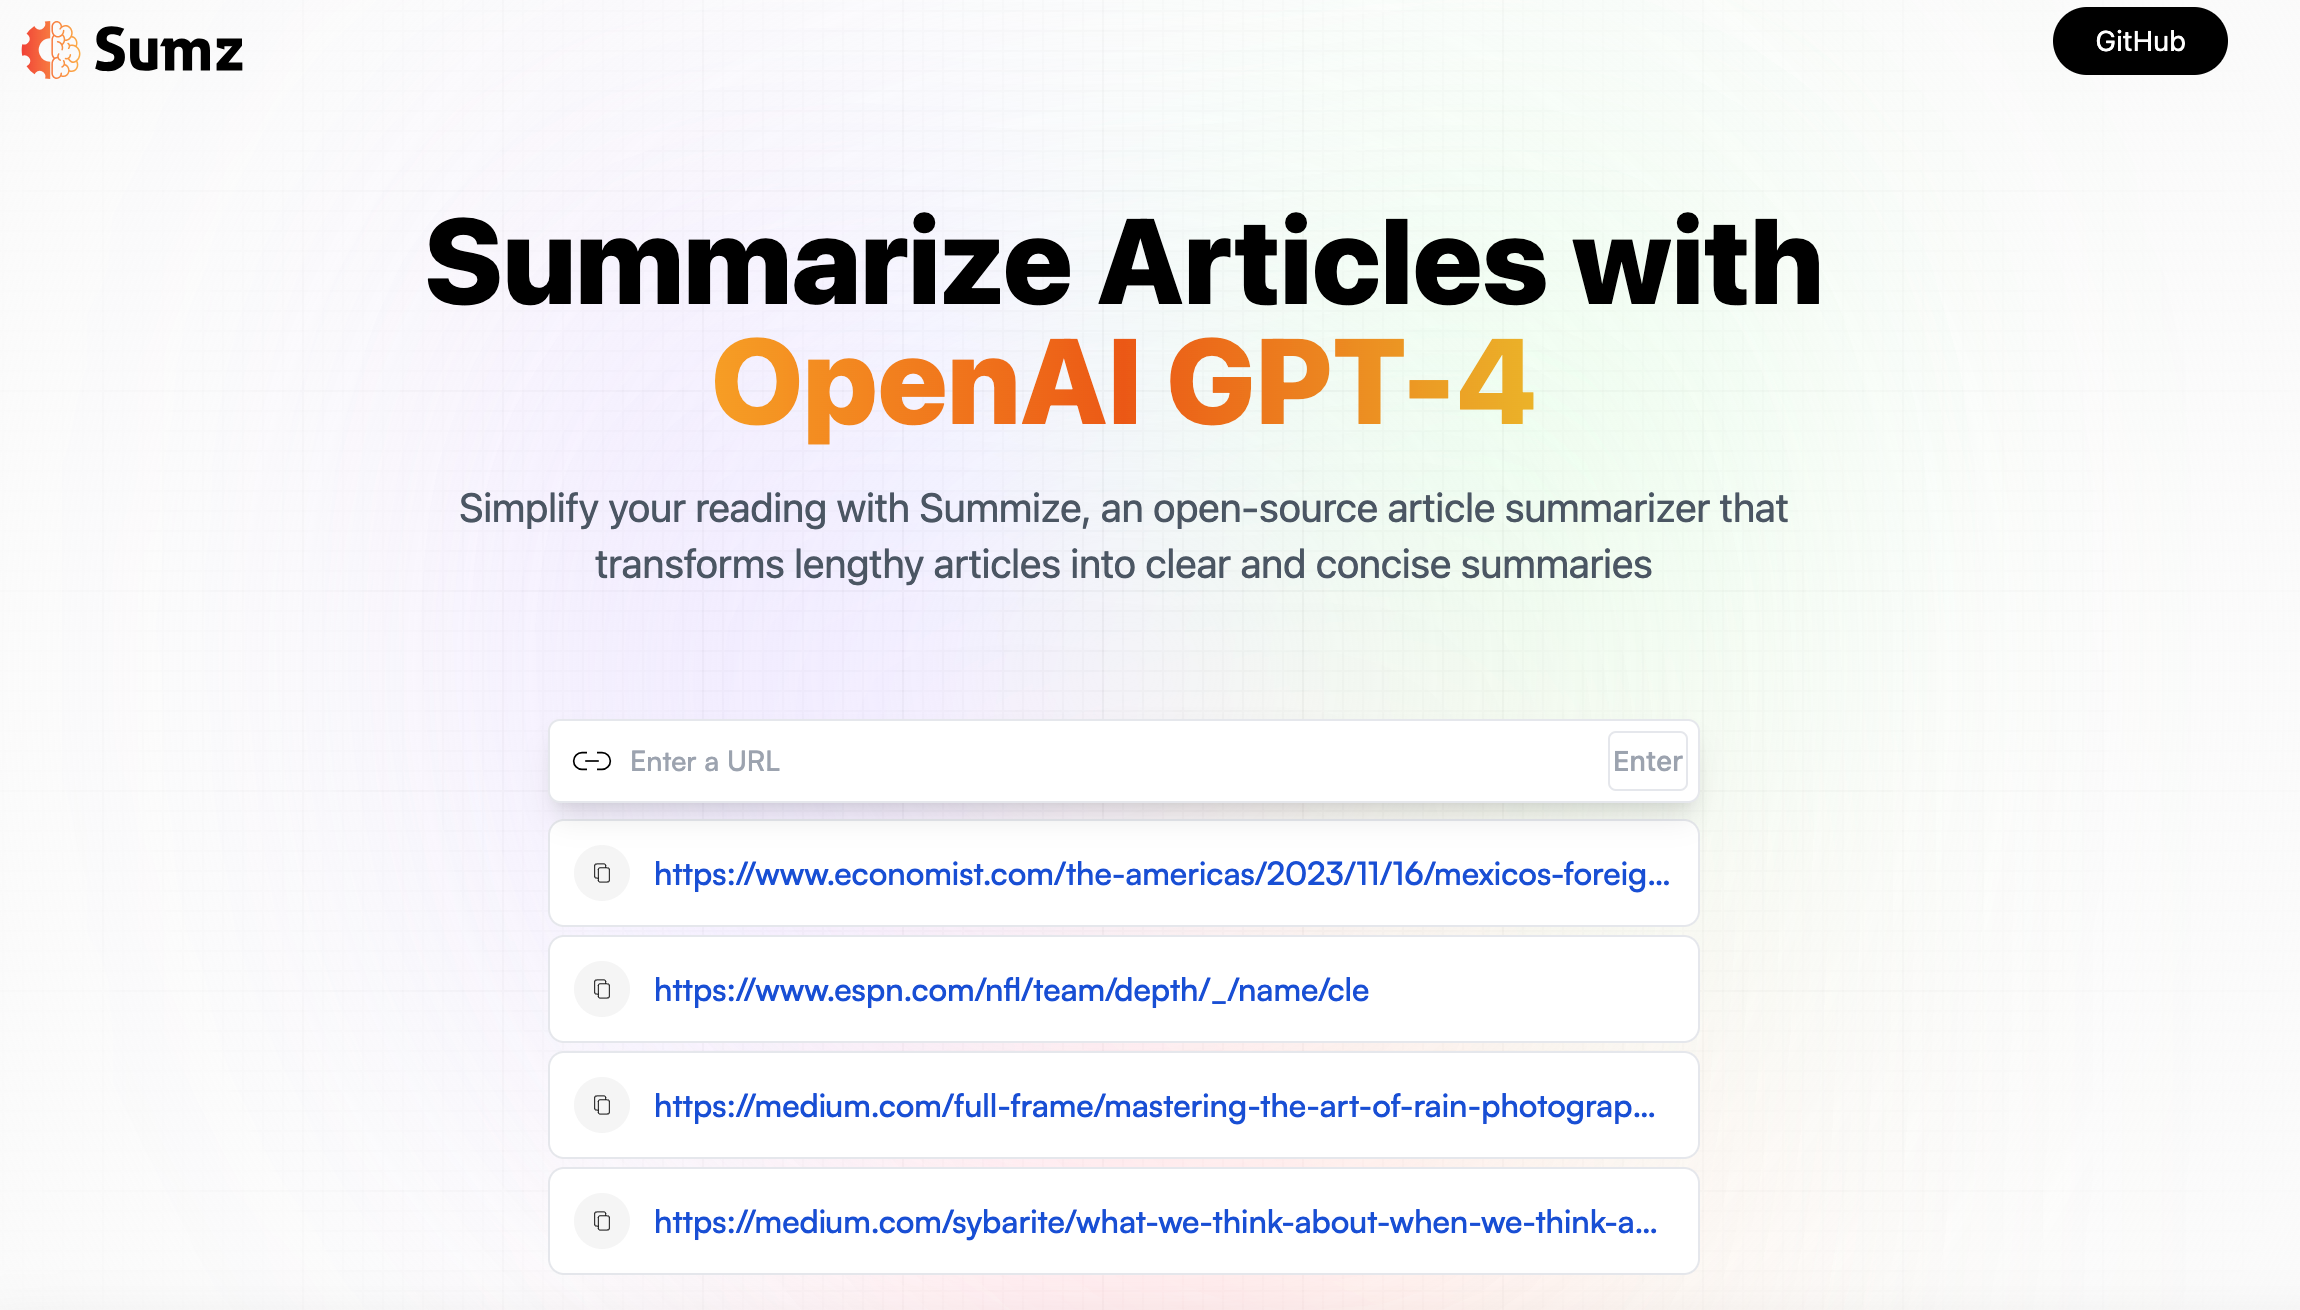 Sumz
GitHub
Summarize Articles with
OpenAI GPT-4
Simplify your reading with Summize, an open-source article summarizer that
transforms lengthy articles into clear and concise summaries
Enter a URL
Enter
https://www.economist.com/the-americas/2023/11/16/mexicos-foreig...
https://www.espn.com/nfl/team/depth/_/name/cle
https://medium.com/full-frame/mastering-the-art-of-rain-photograp...
https://medium.com/sybarite/what-we-think-about-when-we-think-a...